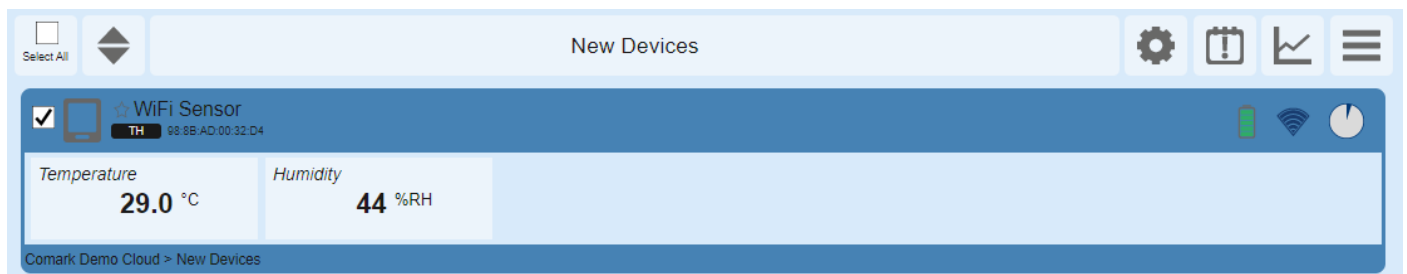 Select All
New Devices
WiFi Sensor
TH 98:8B:AD:00:32:D4
Temperature
29.0 °C
Humidity
44 %RH
Comark Demo Cloud > New Devices